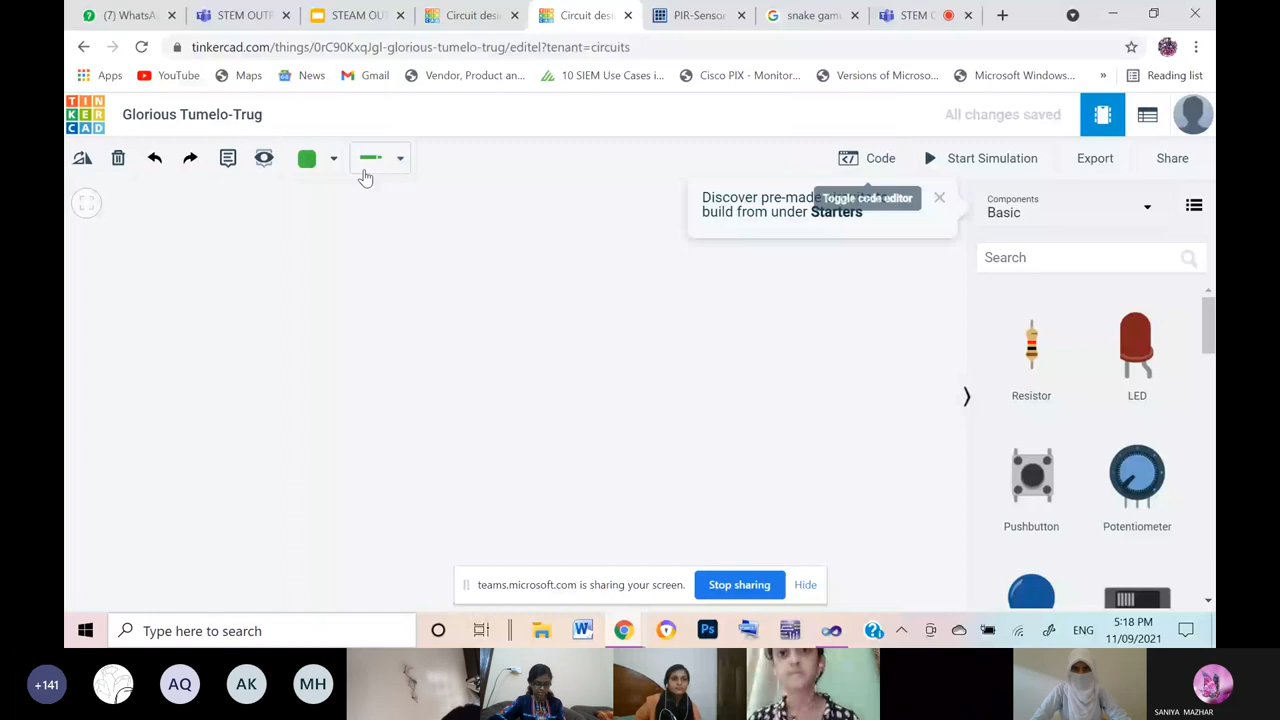 (7) WhatsA
STEM OUTF
STEAM OU
Circuit desi
Circuit desi
PIR-Sensor
snake gam
STEM C
tinkercad.com/things/0rC90KxqJgl-glorious-tumelo-trug/editel?tenant=circuits
Apps
YouTube
Maps
News
Gmail
Vendor, Product an...
10 SIEM Use Cases i...
Cisco PIX - Monitor...
Versions of Microso...
Microsoft Windows...
»
Reading list
TIN
KER
CAD
Glorious Tumelo-Trug
All changes saved
Code
Start Simulation
Export
Share
Discover pre-made
build from under Starters
Toggle code editor
Components
Basic
Search
Resistor
LED
Pushbutton
Potentiometer
teams.microsoft.com is sharing your screen.
Stop sharing
Hide
Type here to search
ENG
5:18 PM
11/09/2021
+141
AQ
AK
MH
SANIYA MAZHAR